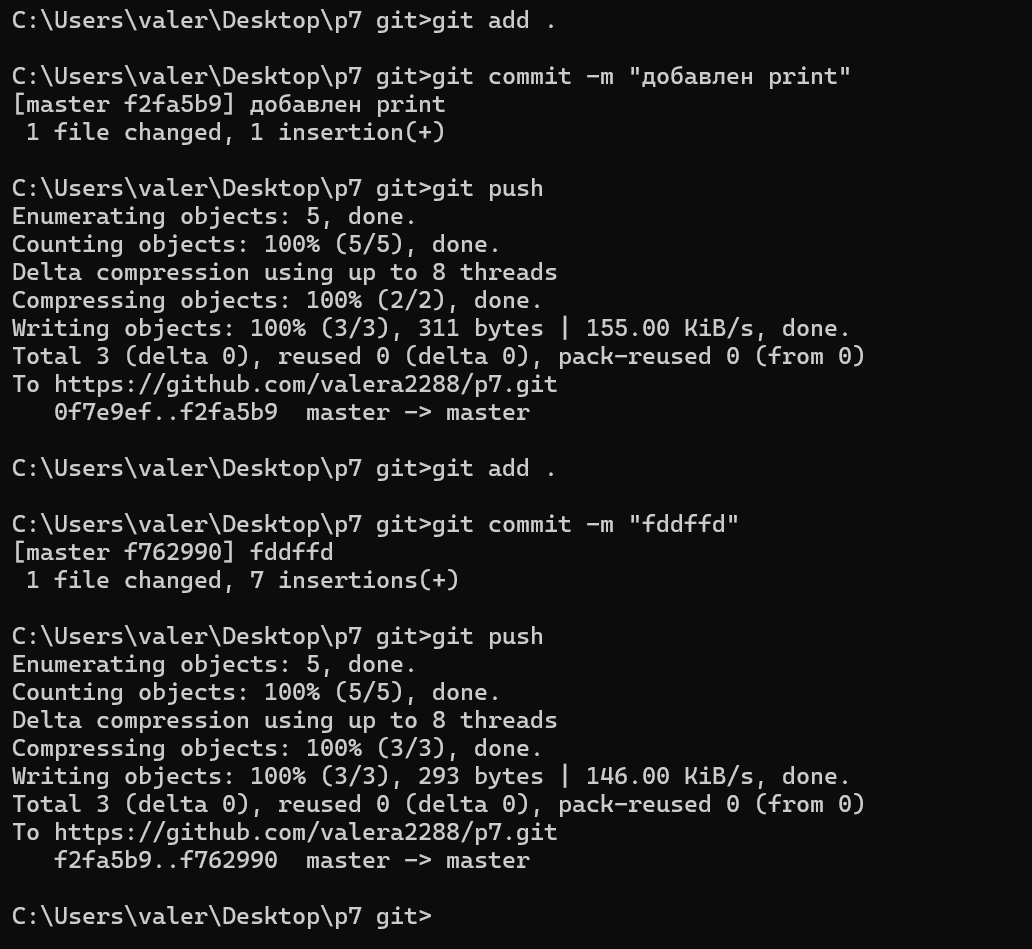 C:\Users\valer\Desktop\p7 git>git add .
C:\Users\valer\Desktop\p7 git>git commit -m "добавлен print"
[master f2fa5b9] добавлен print
 1 file changed, 1 insertion(+)
C:\Users\valer\Desktop\p7 git>git push
Enumerating objects: 5, done.
Counting objects: 100% (5/5), done.
Delta compression using up to 8 threads
Compressing objects: 100% (2/2), done.
Writing objects: 100% (3/3), 311 bytes | 155.00 KiB/s, done.
Total 3 (delta 0), reused 0 (delta 0), pack-reused 0 (from 0)
To https://github.com/valera2288/p7.git
   0f7e9ef..f2fa5b9  master -> master
C:\Users\valer\Desktop\p7 git>git add .
C:\Users\valer\Desktop\p7 git>git commit -m "fddffd"
[master f762990] fddffd
 1 file changed, 7 insertions(+)
C:\Users\valer\Desktop\p7 git>git push
Enumerating objects: 5, done.
Counting objects: 100% (5/5), done.
Delta compression using up to 8 threads
Compressing objects: 100% (3/3), done.
Writing objects: 100% (3/3), 293 bytes | 146.00 KiB/s, done.
Total 3 (delta 0), reused 0 (delta 0), pack-reused 0 (from 0)
To https://github.com/valera2288/p7.git
   f2fa5b9..f762990  master -> master
C:\Users\valer\Desktop\p7 git>